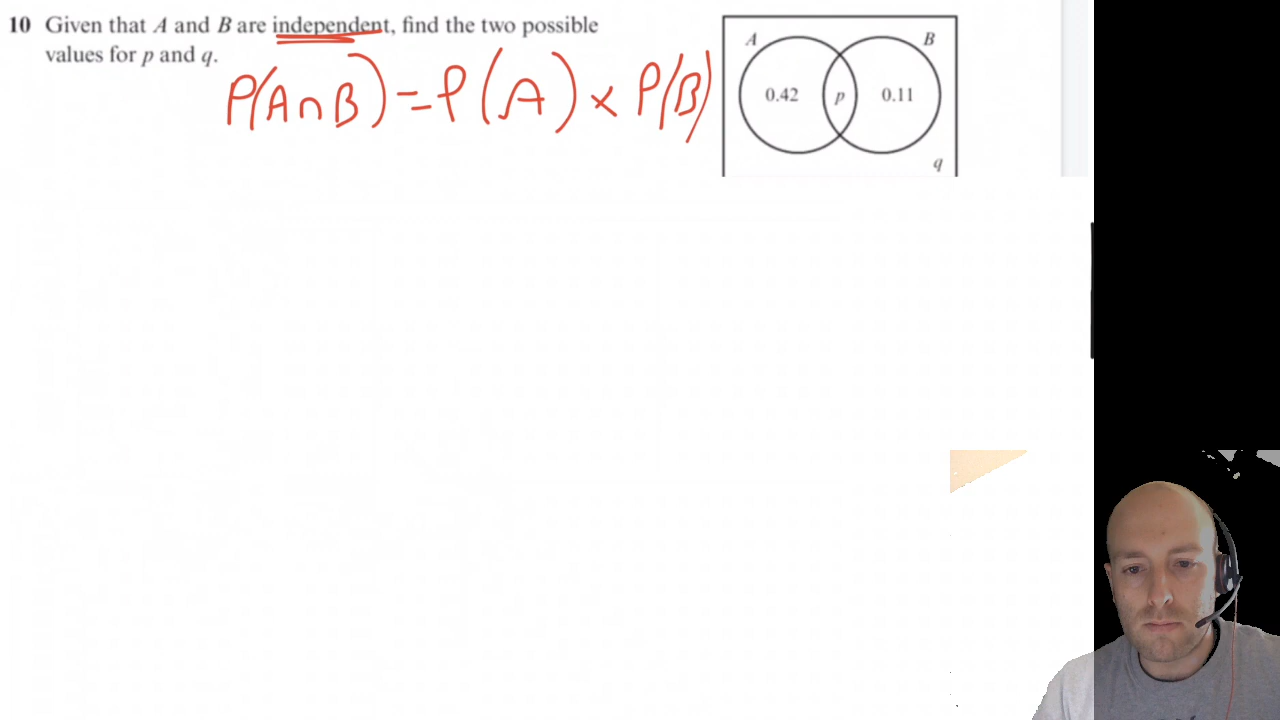 10 Given that A and B are independent, find the two possible
values for p and q.
P(A∩B) = P(A) × P(B)
A B
0.42 p 0.11
q